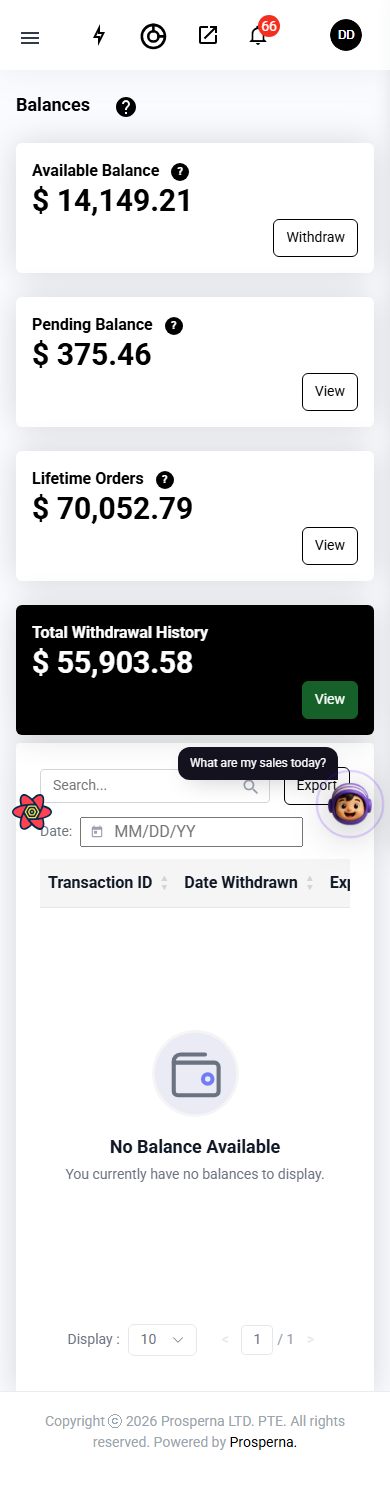 66
DD
Balances ?
Available Balance ?
$ 14,149.21
Withdraw
Pending Balance ?
$ 375.46
View
Lifetime Orders ?
$ 70,052.79
View
Total Withdrawal History
$ 55,903.58
View
What are my sales today?
Search...
Export
Date: MM/DD/YY
Transaction ID Date Withdrawn
No Balance Available
You currently have no balances to display.
Display : 10 < 1 / 1 >
Copyright © 2026 Prosperna LTD. PTE. All rights
reserved. Powered by Prosperna.